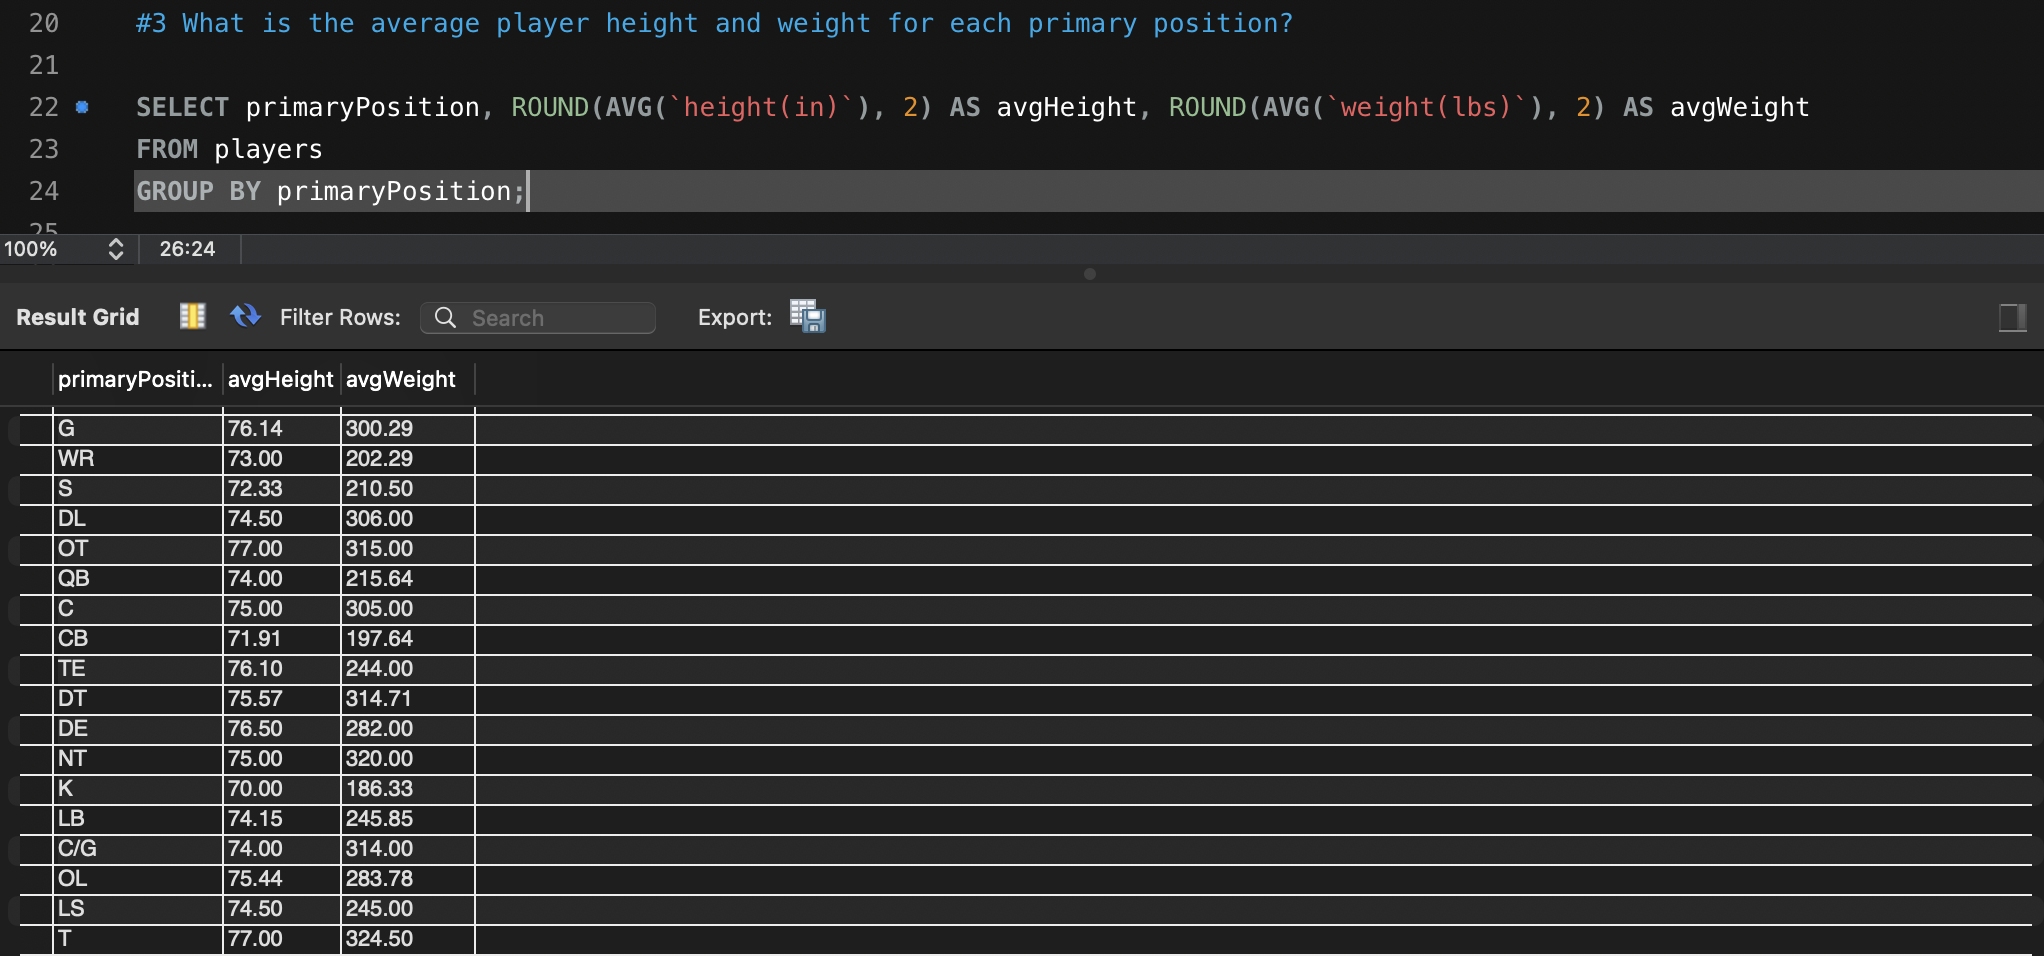 20 #3 What is the average player height and weight for each primary position?
21
22 SELECT primaryPosition, ROUND(AVG(`height(in)`), 2) AS avgHeight, ROUND(AVG(`weight(lbs)`), 2) AS avgWeight
23 FROM players
24 GROUP BY primaryPosition;
25
100% 26:24
Result Grid Filter Rows: Search Export:
primaryPositi... avgHeight avgWeight
G 76.14 300.29
WR 73.00 202.29
S 72.33 210.50
DL 74.50 306.00
OT 77.00 315.00
QB 74.00 215.64
C 75.00 305.00
CB 71.91 197.64
TE 76.10 244.00
DT 75.57 314.71
DE 76.50 282.00
NT 75.00 320.00
K 70.00 186.33
LB 74.15 245.85
C/G 74.00 314.00
OL 75.44 283.78
LS 74.50 245.00
T 77.00 324.50